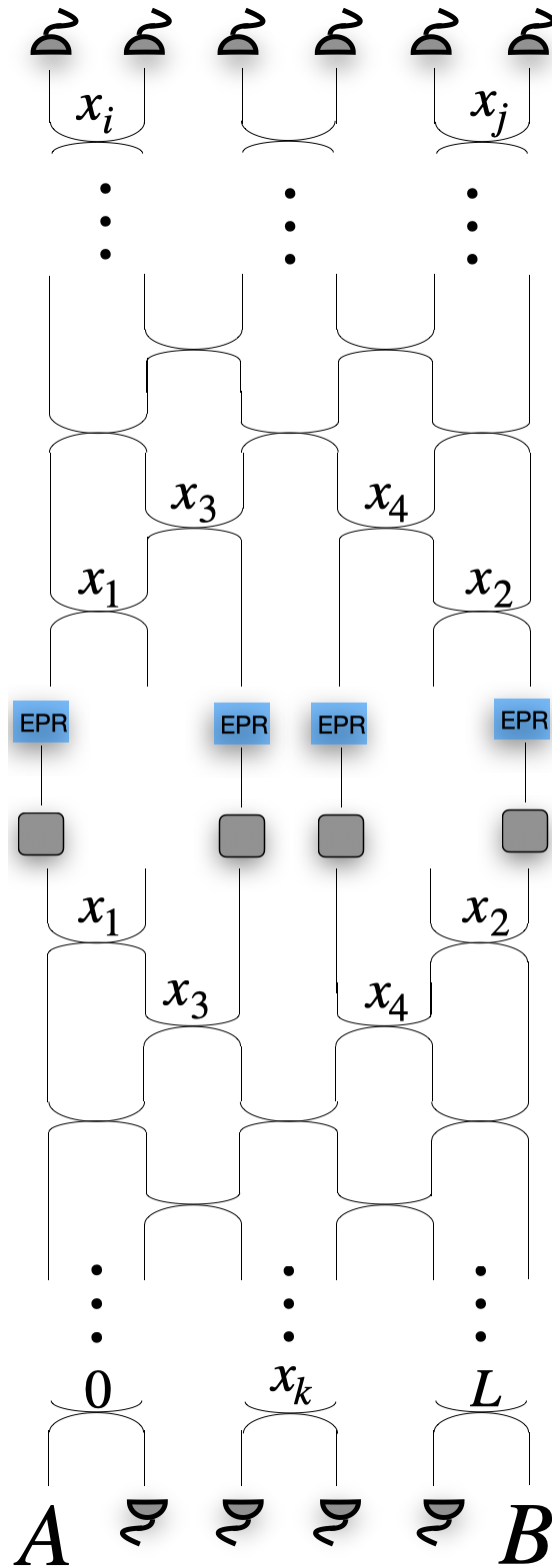 x_i x_j
x_3 x_4
x_1 x_2
EPR EPR EPR EPR
x_1 x_2
x_3 x_4
0 x_k L
A B